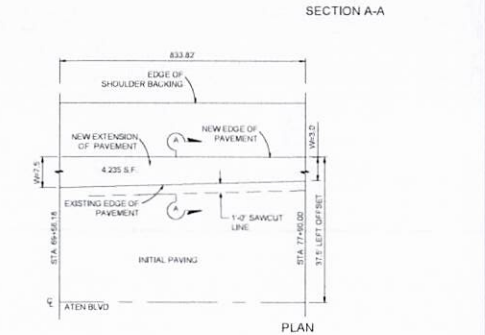 SECTION A-A
833.82
EDGE OF
SHOULDER BACKING
NEW EXTENSION
OF PAVEMENT
NEW EDGE OF
PAVEMENT
A
W=7.5
W=3.0
4,235 S.F.
EXISTING EDGE OF
PAVEMENT
A
1'-0" SAWCUT
LINE
STA. 69+56.18
STA. 77+90.00
37.5' LEFT OFFSET
INITIAL PAVING
ATEN BLVD
PLAN